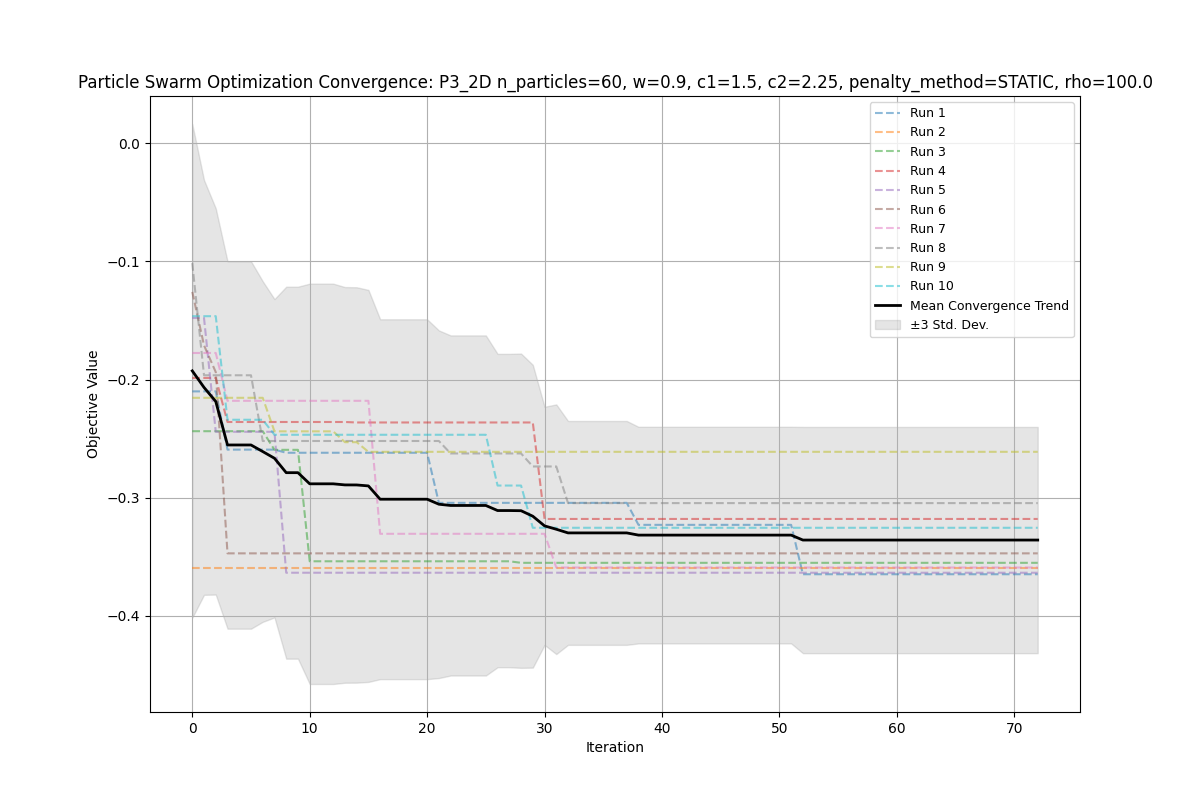 Particle Swarm Optimization Convergence: P3_2D n_particles=60, w=0.9, c1=1.5, c2=2.25, penalty_method=STATIC, rho=100.0
Run 1
Run 2
Run 3
Run 4
Run 5
Run 6
Run 7
Run 8
Run 9
Run 10
Mean Convergence Trend
±3 Std. Dev.
Objective Value
0.0
−0.1
−0.2
−0.3
−0.4
0 10 20 30 40 50 60 70
Iteration